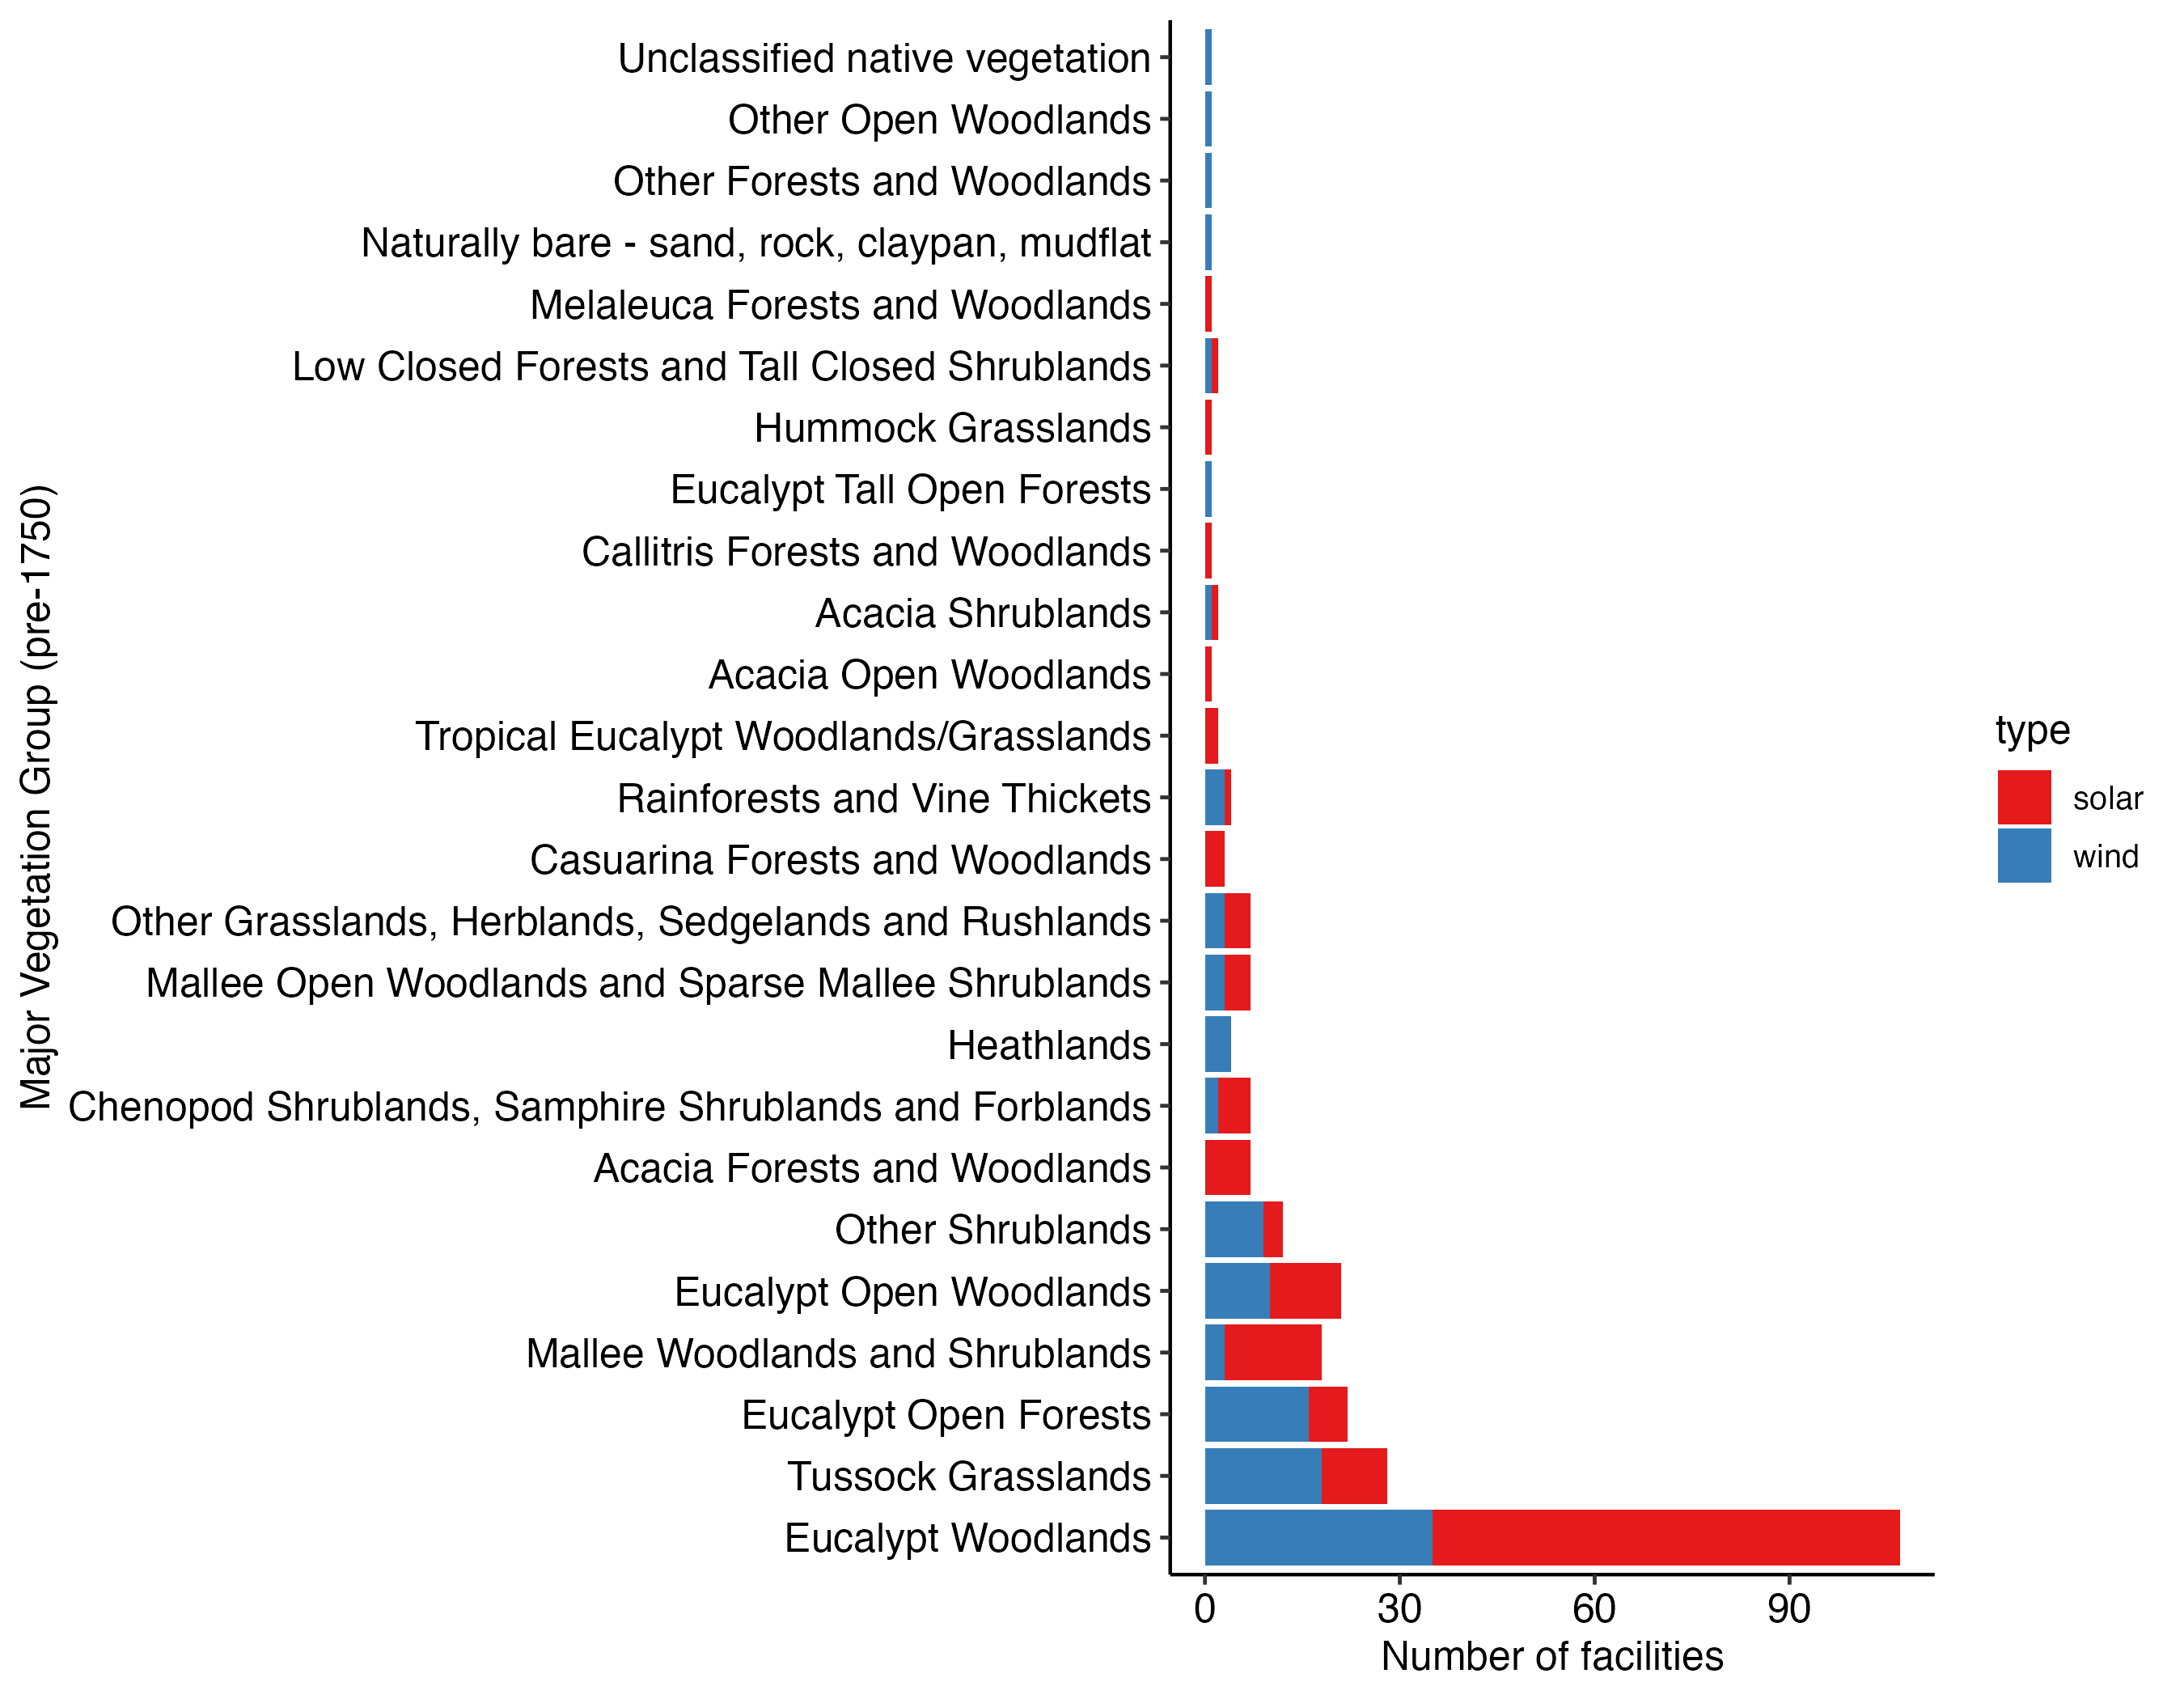 Major Vegetation Group (pre-1750)
Unclassified native vegetation
Other Open Woodlands
Other Forests and Woodlands
Naturally bare - sand, rock, claypan, mudflat
Melaleuca Forests and Woodlands
Low Closed Forests and Tall Closed Shrublands
Hummock Grasslands
Eucalypt Tall Open Forests
Callitris Forests and Woodlands
Acacia Shrublands
Acacia Open Woodlands
Tropical Eucalypt Woodlands/Grasslands
Rainforests and Vine Thickets
Casuarina Forests and Woodlands
Other Grasslands, Herblands, Sedgelands and Rushlands
Mallee Open Woodlands and Sparse Mallee Shrublands
Heathlands
Chenopod Shrublands, Samphire Shrublands and Forblands
Acacia Forests and Woodlands
Other Shrublands
Eucalypt Open Woodlands
Mallee Woodlands and Shrublands
Eucalypt Open Forests
Tussock Grasslands
Eucalypt Woodlands
0 30 60 90
Number of facilities
type
solar
wind